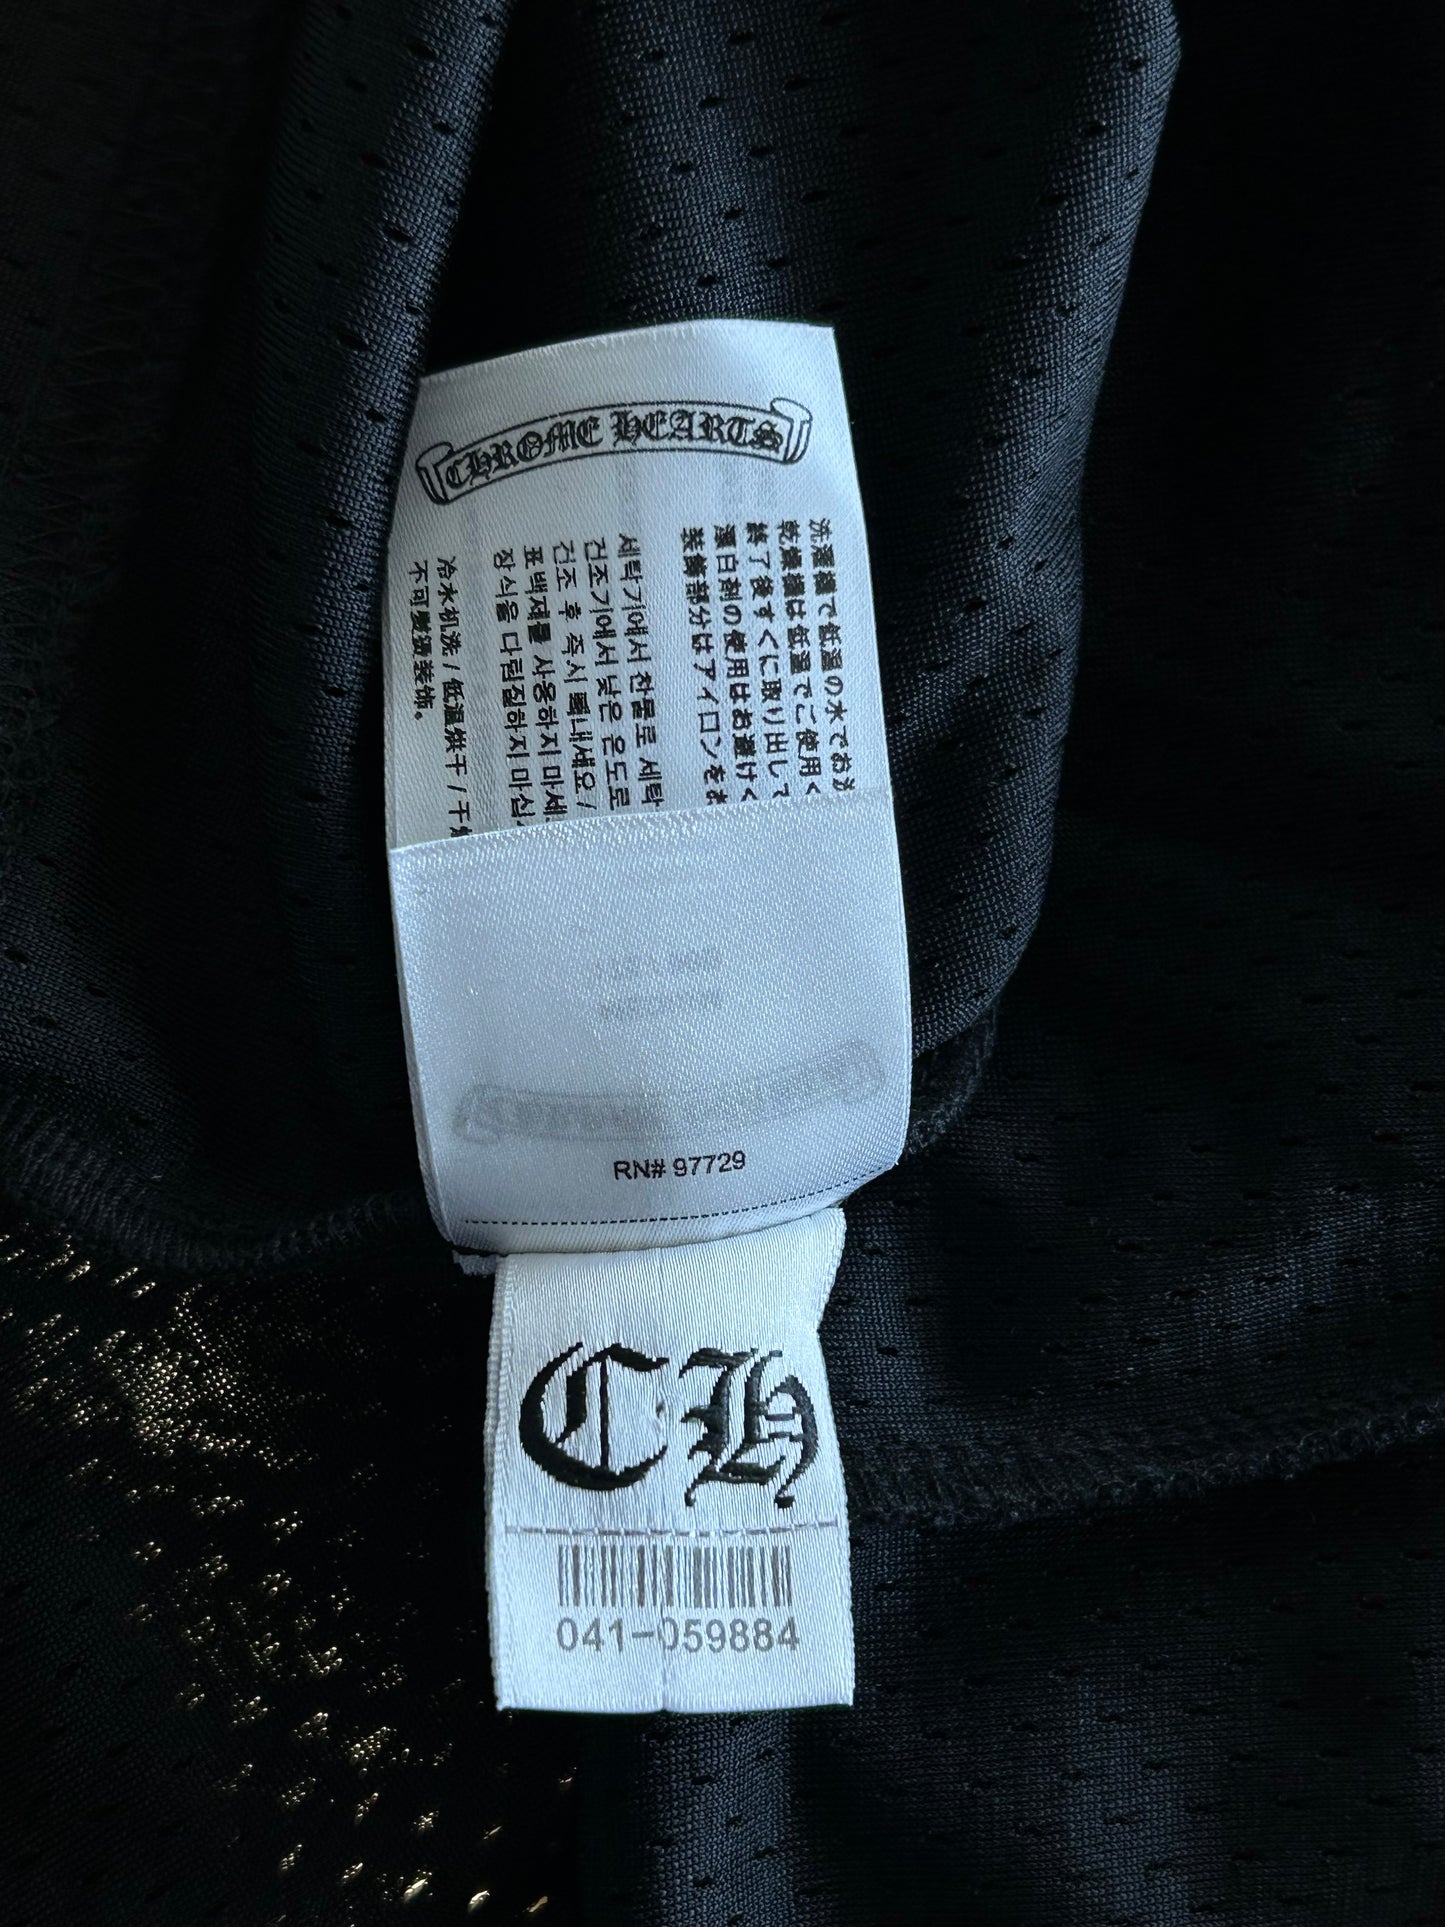 CHROME HEARTS
洗濯機で低温の水でお洗
乾燥機は低温でご使用く
終了後すぐに取り出して
漂白剤の使用はお避けく
装飾部分はアイロンをお
세탁기에서 찬물로 세탁
건조기에서 낮은 온도로
건조 후 즉시 꺼내세요 /
표백제를 사용하지 마세
장식을 다림질하지 마십
冷水机洗 / 低温烘干 / 干
不可熨烫装饰。
RN# 97729
CH
041-059884